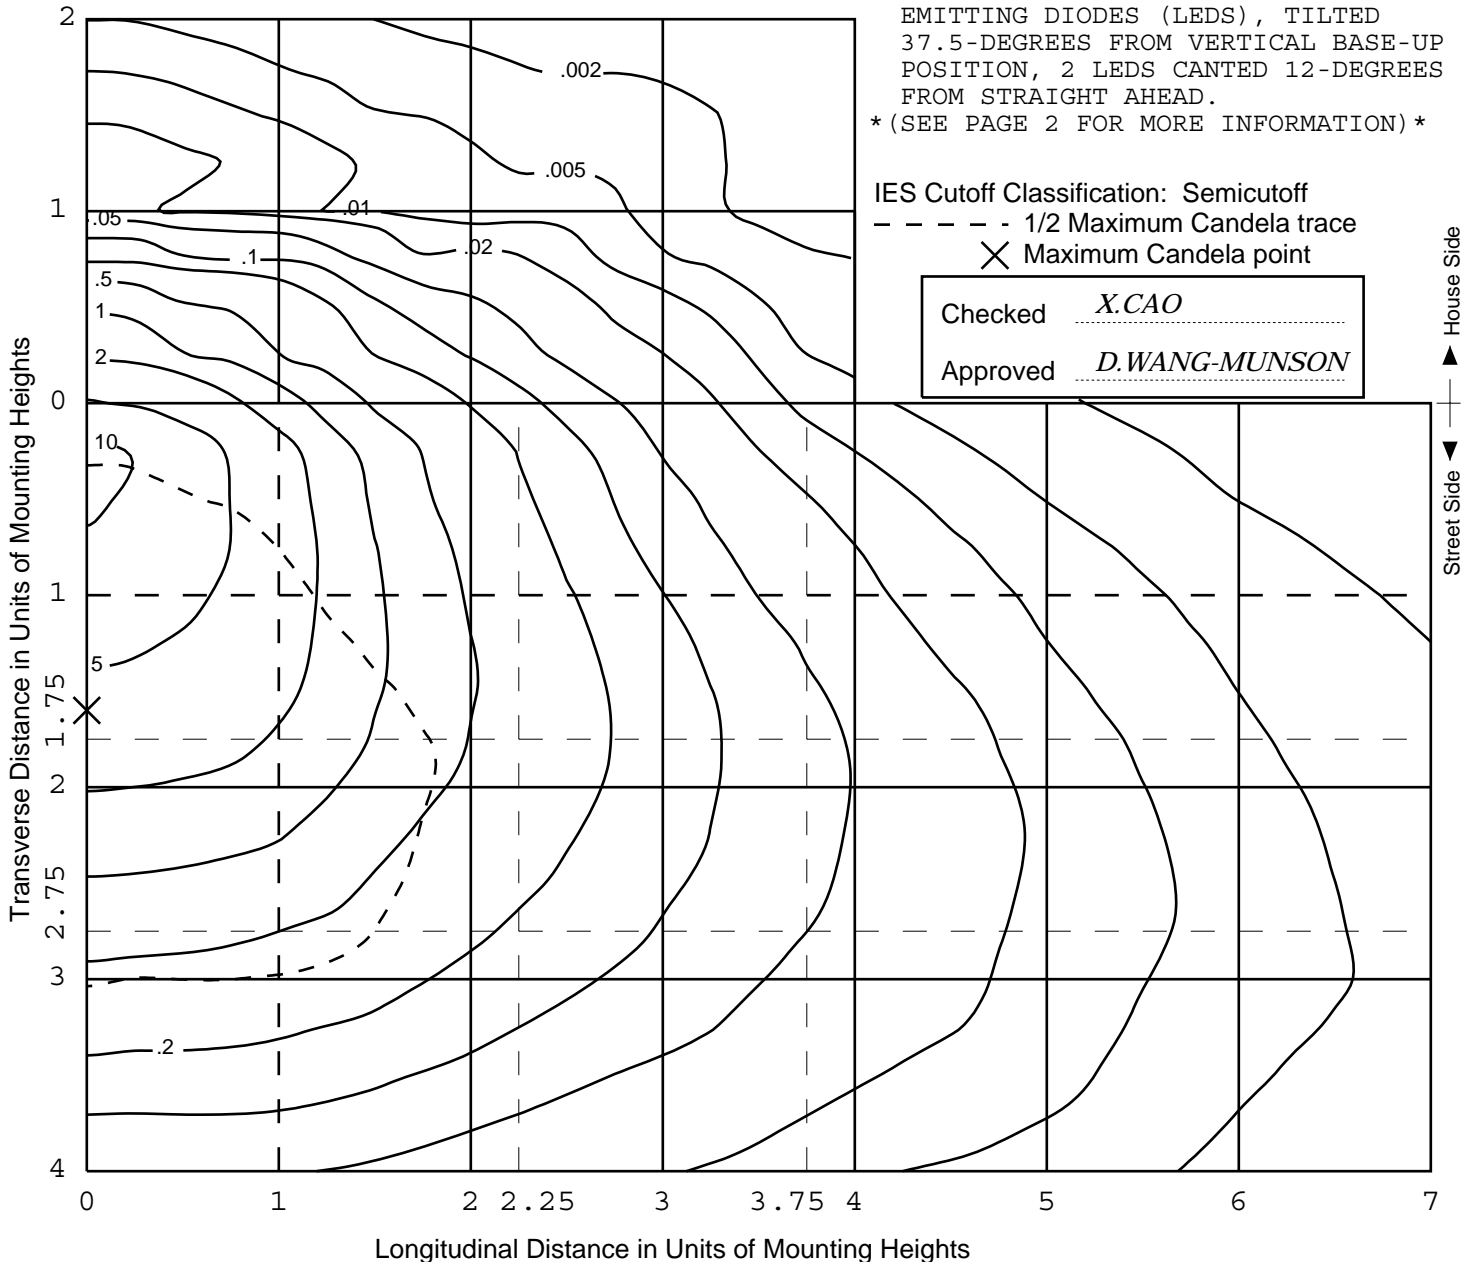 EMITTING DIODES (LEDS), TILTED
37.5-DEGREES FROM VERTICAL BASE-UP
POSITION, 2 LEDS CANTED 12-DEGREES
FROM STRAIGHT AHEAD.
*(SEE PAGE 2 FOR MORE INFORMATION)*
IES Cutoff Classification: Semicutoff
1/2 Maximum Candela trace
Maximum Candela point
Checked X.CAO
Approved D.WANG-MUNSON
House Side
Street Side
Transverse Distance in Units of Mounting Heights
2
1
0
1
1.75
2
2.75
3
4
.002
.005
.01
.05
.02
.1
.5
1
2
10
5
.2
0 1 2 2.25 3 3.75 4 5 6 7
Longitudinal Distance in Units of Mounting Heights